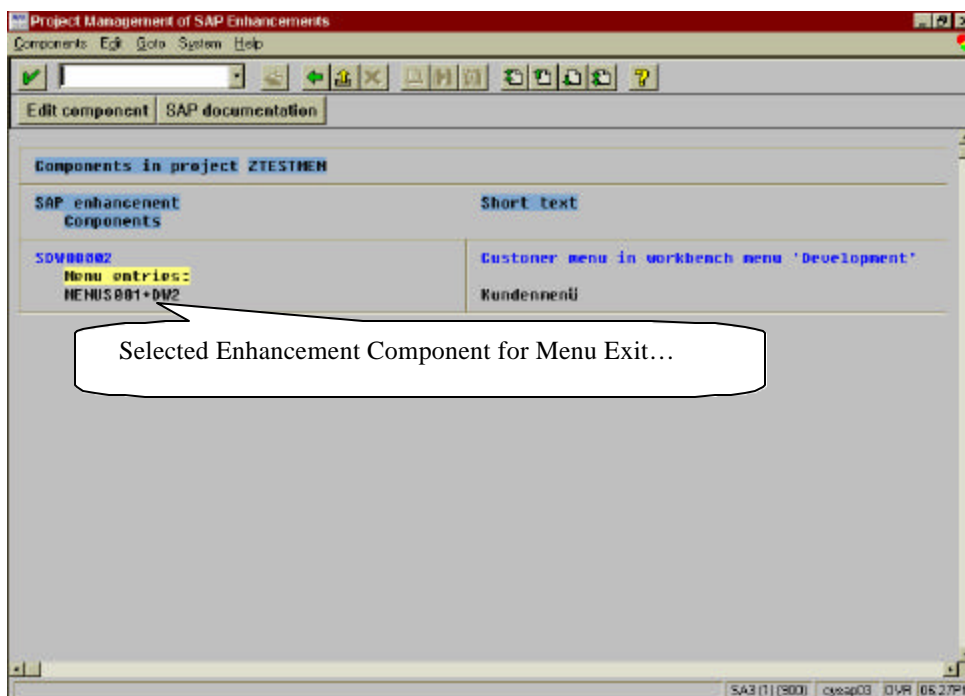 Project Management of SAP Enhancements
Components Edit Goto System Help
Edit component SAP documentation
Components in project ZTESTMEN
SAP enhancement Short text
Components
SDW00002 Customer menu in workbench menu 'Development'
Menu entries:
MENUS001+DW2 Kundenmenü
Selected Enhancement Component for Menu Exit…
SA3 (1) (900) OVR